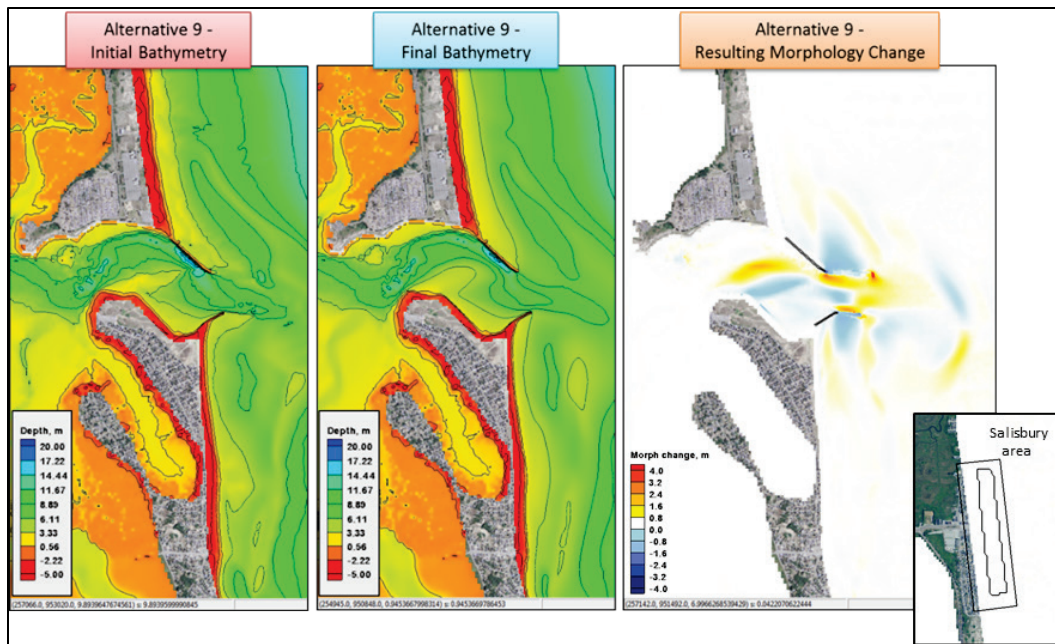 Alternative 9 -
Initial Bathymetry
Alternative 9 -
Final Bathymetry
Alternative 9 -
Resulting Morphology Change
Depth, m
20.00
17.22
14.44
11.67
8.89
6.11
3.33
0.56
-2.22
-5.00
Depth, m
20.00
17.22
14.44
11.67
8.89
6.11
3.33
0.56
-2.22
-5.00
Morph change, m
4.0
3.2
2.4
1.6
0.8
0.0
-0.8
-1.6
-2.4
-3.2
-4.0
Salisbury
area
(257066.0, 953020.0, 9.8939647674561) s: 9.8939599990845
(254945.0, 950848.0, 0.9453667998314) s: 0.9453669786453
(257142.0, 951492.0, 6.9966268539429) s: 0.0422070622444